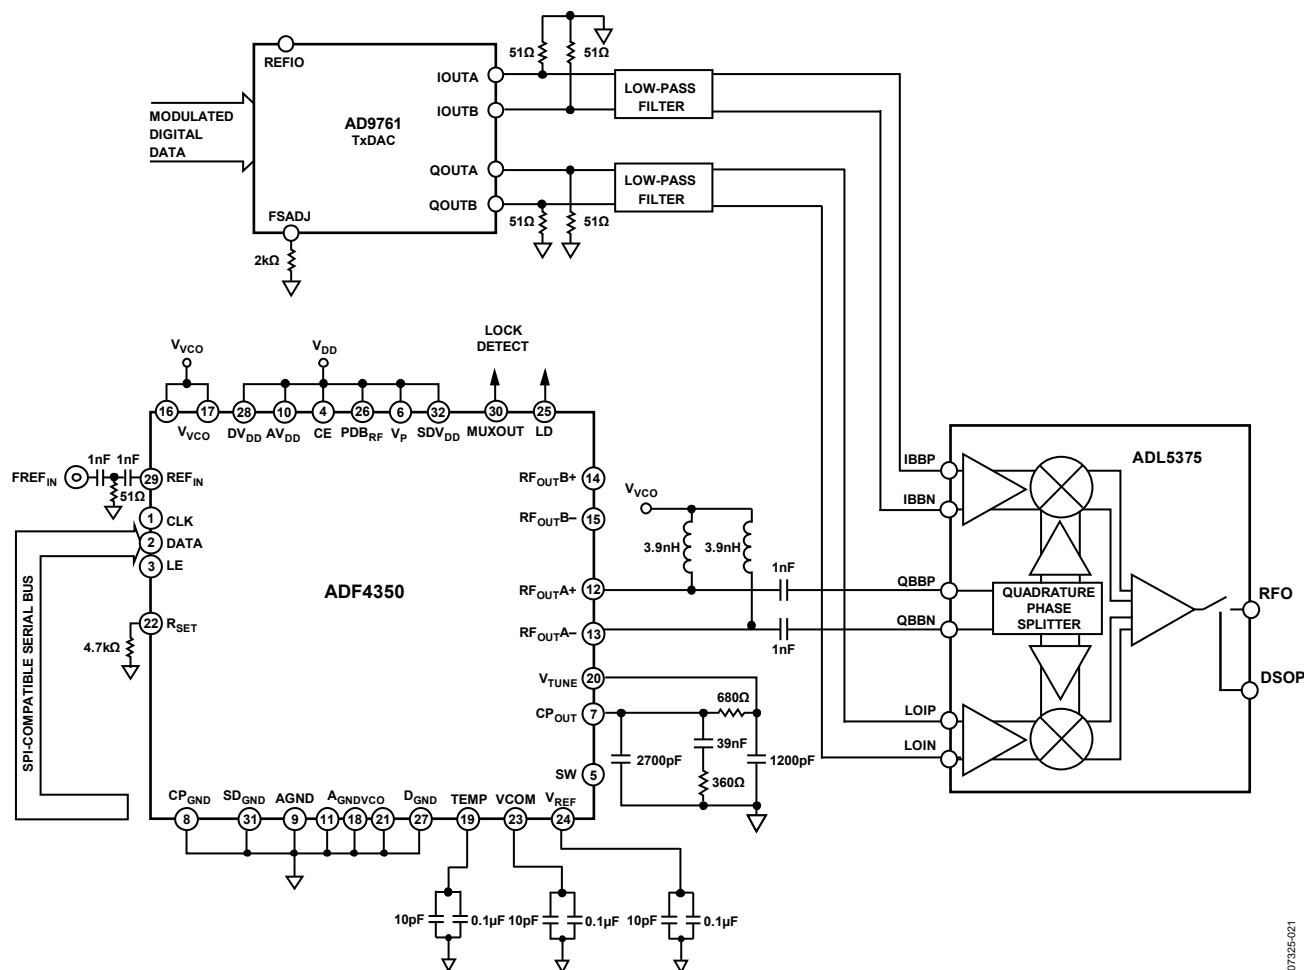 REFIO
MODULATED
DIGITAL
DATA
AD9761
TxDAC
IOUTA
IOUTB
QOUTA
QOUTB
FSADJ
2kΩ
51Ω
51Ω
51Ω
51Ω
LOW-PASS
FILTER
LOW-PASS
FILTER
LOCK
DETECT
VVCO
VDD
16
17
28
10
4
26
6
32
30
25
VVCO
DVDD
AVDD
CE
PDBRF
VP
SDVDD
MUXOUT
LD
FREFIN
1nF
1nF
51Ω
29
REFIN
1
CLK
2
DATA
3
LE
22
RSET
4.7kΩ
SPI-COMPATIBLE SERIAL BUS
ADF4350
RFOUTB+
14
RFOUTB–
15
RFOUTA+
12
RFOUTA–
13
VTUNE
20
CPOUT
7
SW
5
VVCO
3.9nH
3.9nH
1nF
1nF
680Ω
39nF
2700pF
1200pF
360Ω
CPGND
SDGND
AGND
AGNDVCO
DGND
TEMP
VCOM
VREF
8
31
9
11
18
21
27
19
23
24
10pF
0.1µF
10pF
0.1µF
10pF
0.1µF
ADL5375
IBBP
IBBN
QBBP
QBBN
LOIP
LOIN
QUADRATURE
PHASE
SPLITTER
RFO
DSOP
07325-021